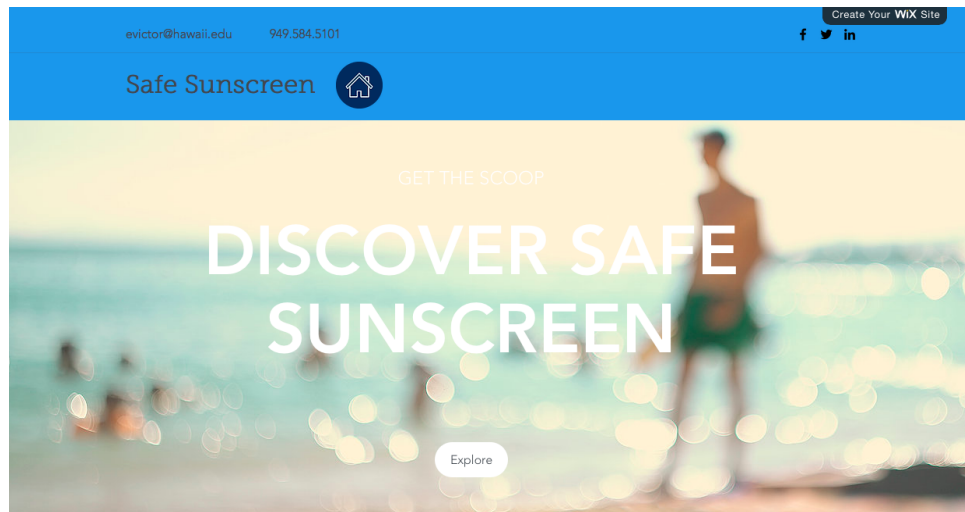 Create Your WiX Site
evictor@hawaii.edu 949.584.5101
Safe Sunscreen
GET THE SCOOP
DISCOVER SAFE
SUNSCREEN
Explore